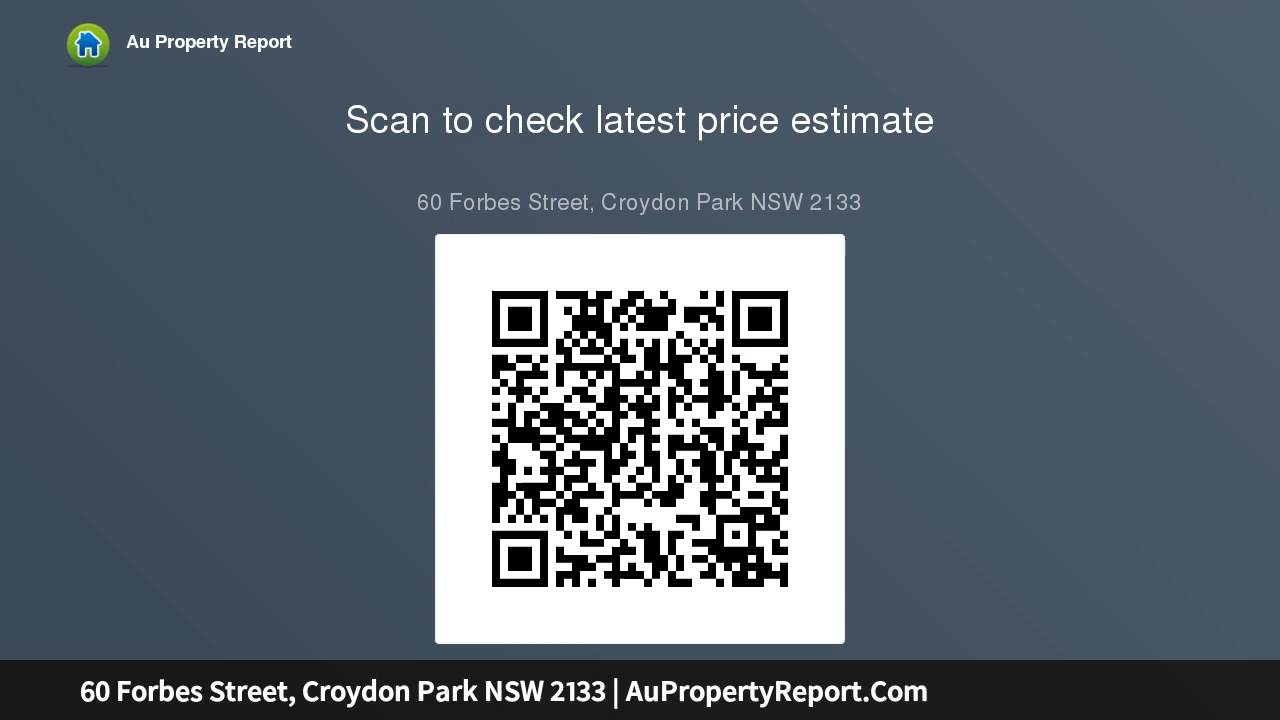 Au Property Report
Scan to check latest price estimate
60 Forbes Street, Croydon Park NSW 2133
60 Forbes Street, Croydon Park NSW 2133 | AuPropertyReport.Com